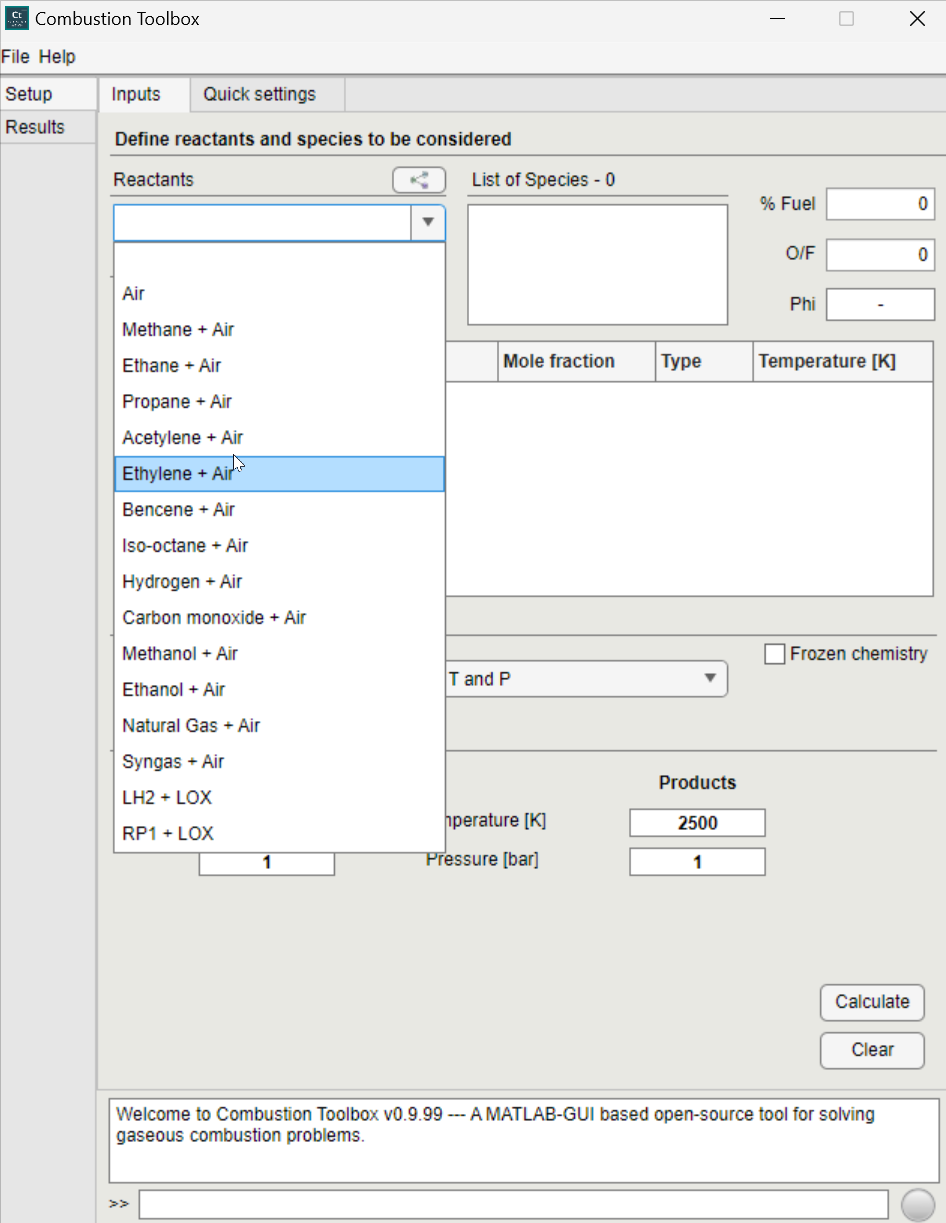 Combustion Toolbox
File Help
Setup
Inputs
Quick settings
Results
Define reactants and species to be considered
Reactants
List of Species - 0
% Fuel
0
O/F
0
Phi
-
Air
Methane + Air
Ethane + Air
Propane + Air
Acetylene + Air
Ethylene + Air
Bencene + Air
Iso-octane + Air
Hydrogen + Air
Carbon monoxide + Air
Methanol + Air
Ethanol + Air
Natural Gas + Air
Syngas + Air
LH2 + LOX
RP1 + LOX
Mole fraction
Type
Temperature [K]
Frozen chemistry
T and P
Products
mperature [K]
2500
1
Pressure [bar]
1
Calculate
Clear
Welcome to Combustion Toolbox v0.9.99 --- A MATLAB-GUI based open-source tool for solving
gaseous combustion problems.
>>